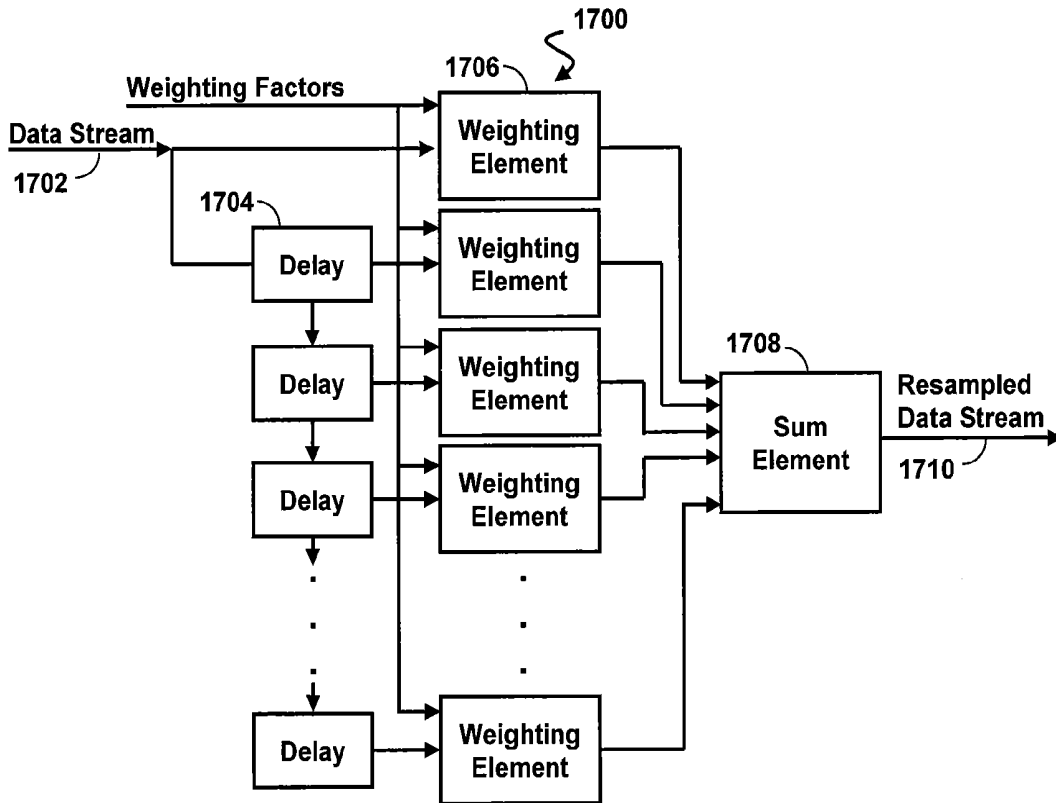 1700
1706
Weighting Factors
Weighting
Element
Data Stream
1702
1704
Delay
Weighting
Element
Delay
Weighting
Element
1708
Sum
Element
Resampled
Data Stream
1710
Delay
Weighting
Element
Delay
Weighting
Element